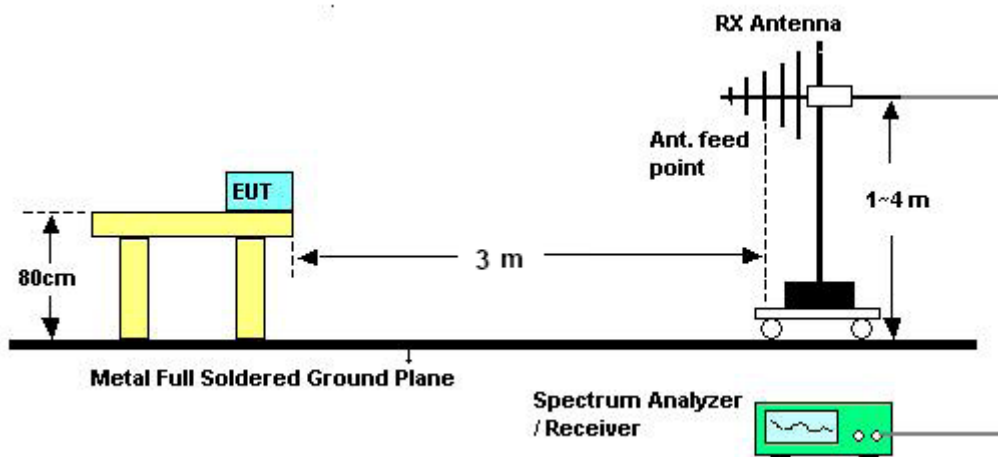 RX Antenna
Ant. feed
point
1~4 m
EUT
3 m
80cm
Metal Full Soldered Ground Plane
Spectrum Analyzer
/ Receiver